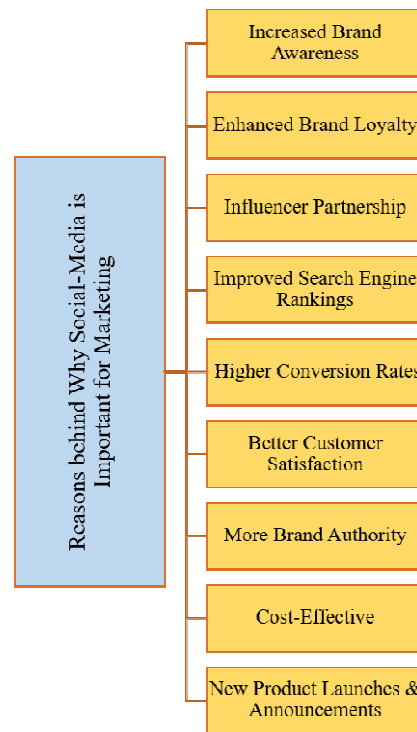 Reasons behind Why Social-Media is
Important for Marketing
Increased Brand
Awareness
Enhanced Brand Loyalty
Influencer Partnership
Improved Search Engine
Rankings
Higher Conversion Rates
Better Customer
Satisfaction
More Brand Authority
Cost-Effective
New Product Launches &
Announcements